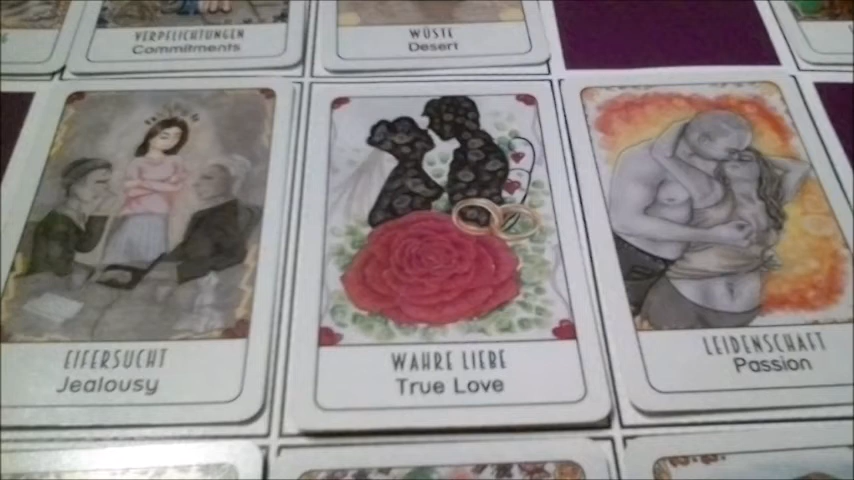 VERPFLICHTUNGEN
Commitments
WÜSTE
Desert
EIFERSUCHT
Jealousy
WAHRE LIEBE
True Love
LEIDENSCHAFT
Passion